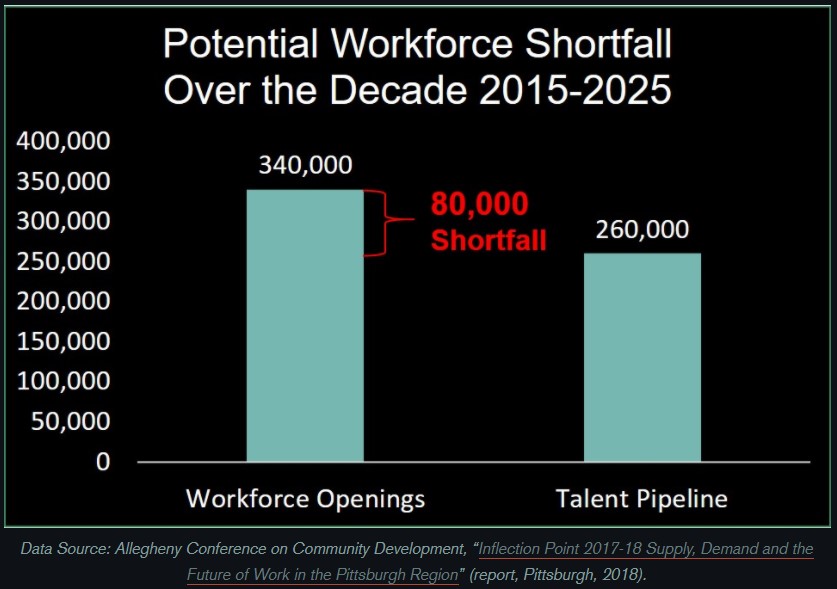 Potential Workforce Shortfall
Over the Decade 2015-2025
400,000
350,000
300,000
250,000
200,000
150,000
100,000
50,000
0
340,000
80,000
Shortfall
260,000
Workforce Openings
Talent Pipeline
Data Source: Allegheny Conference on Community Development, “Inflection Point 2017-18 Supply, Demand and the
Future of Work in the Pittsburgh Region” (report, Pittsburgh, 2018).